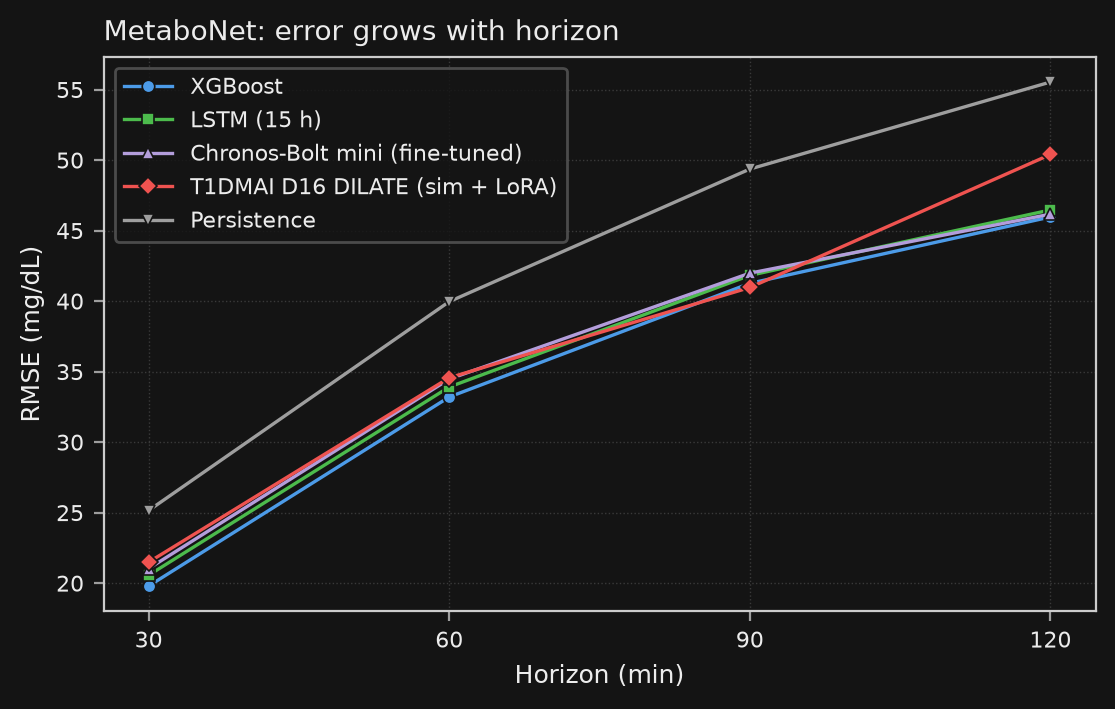 MetaboNet: error grows with horizon
XGBoost
LSTM (15 h)
Chronos-Bolt mini (fine-tuned)
T1DMAI D16 DILATE (sim + LoRA)
Persistence
RMSE (mg/dL)
55
50
45
40
35
30
25
20
30 60 90 120
Horizon (min)